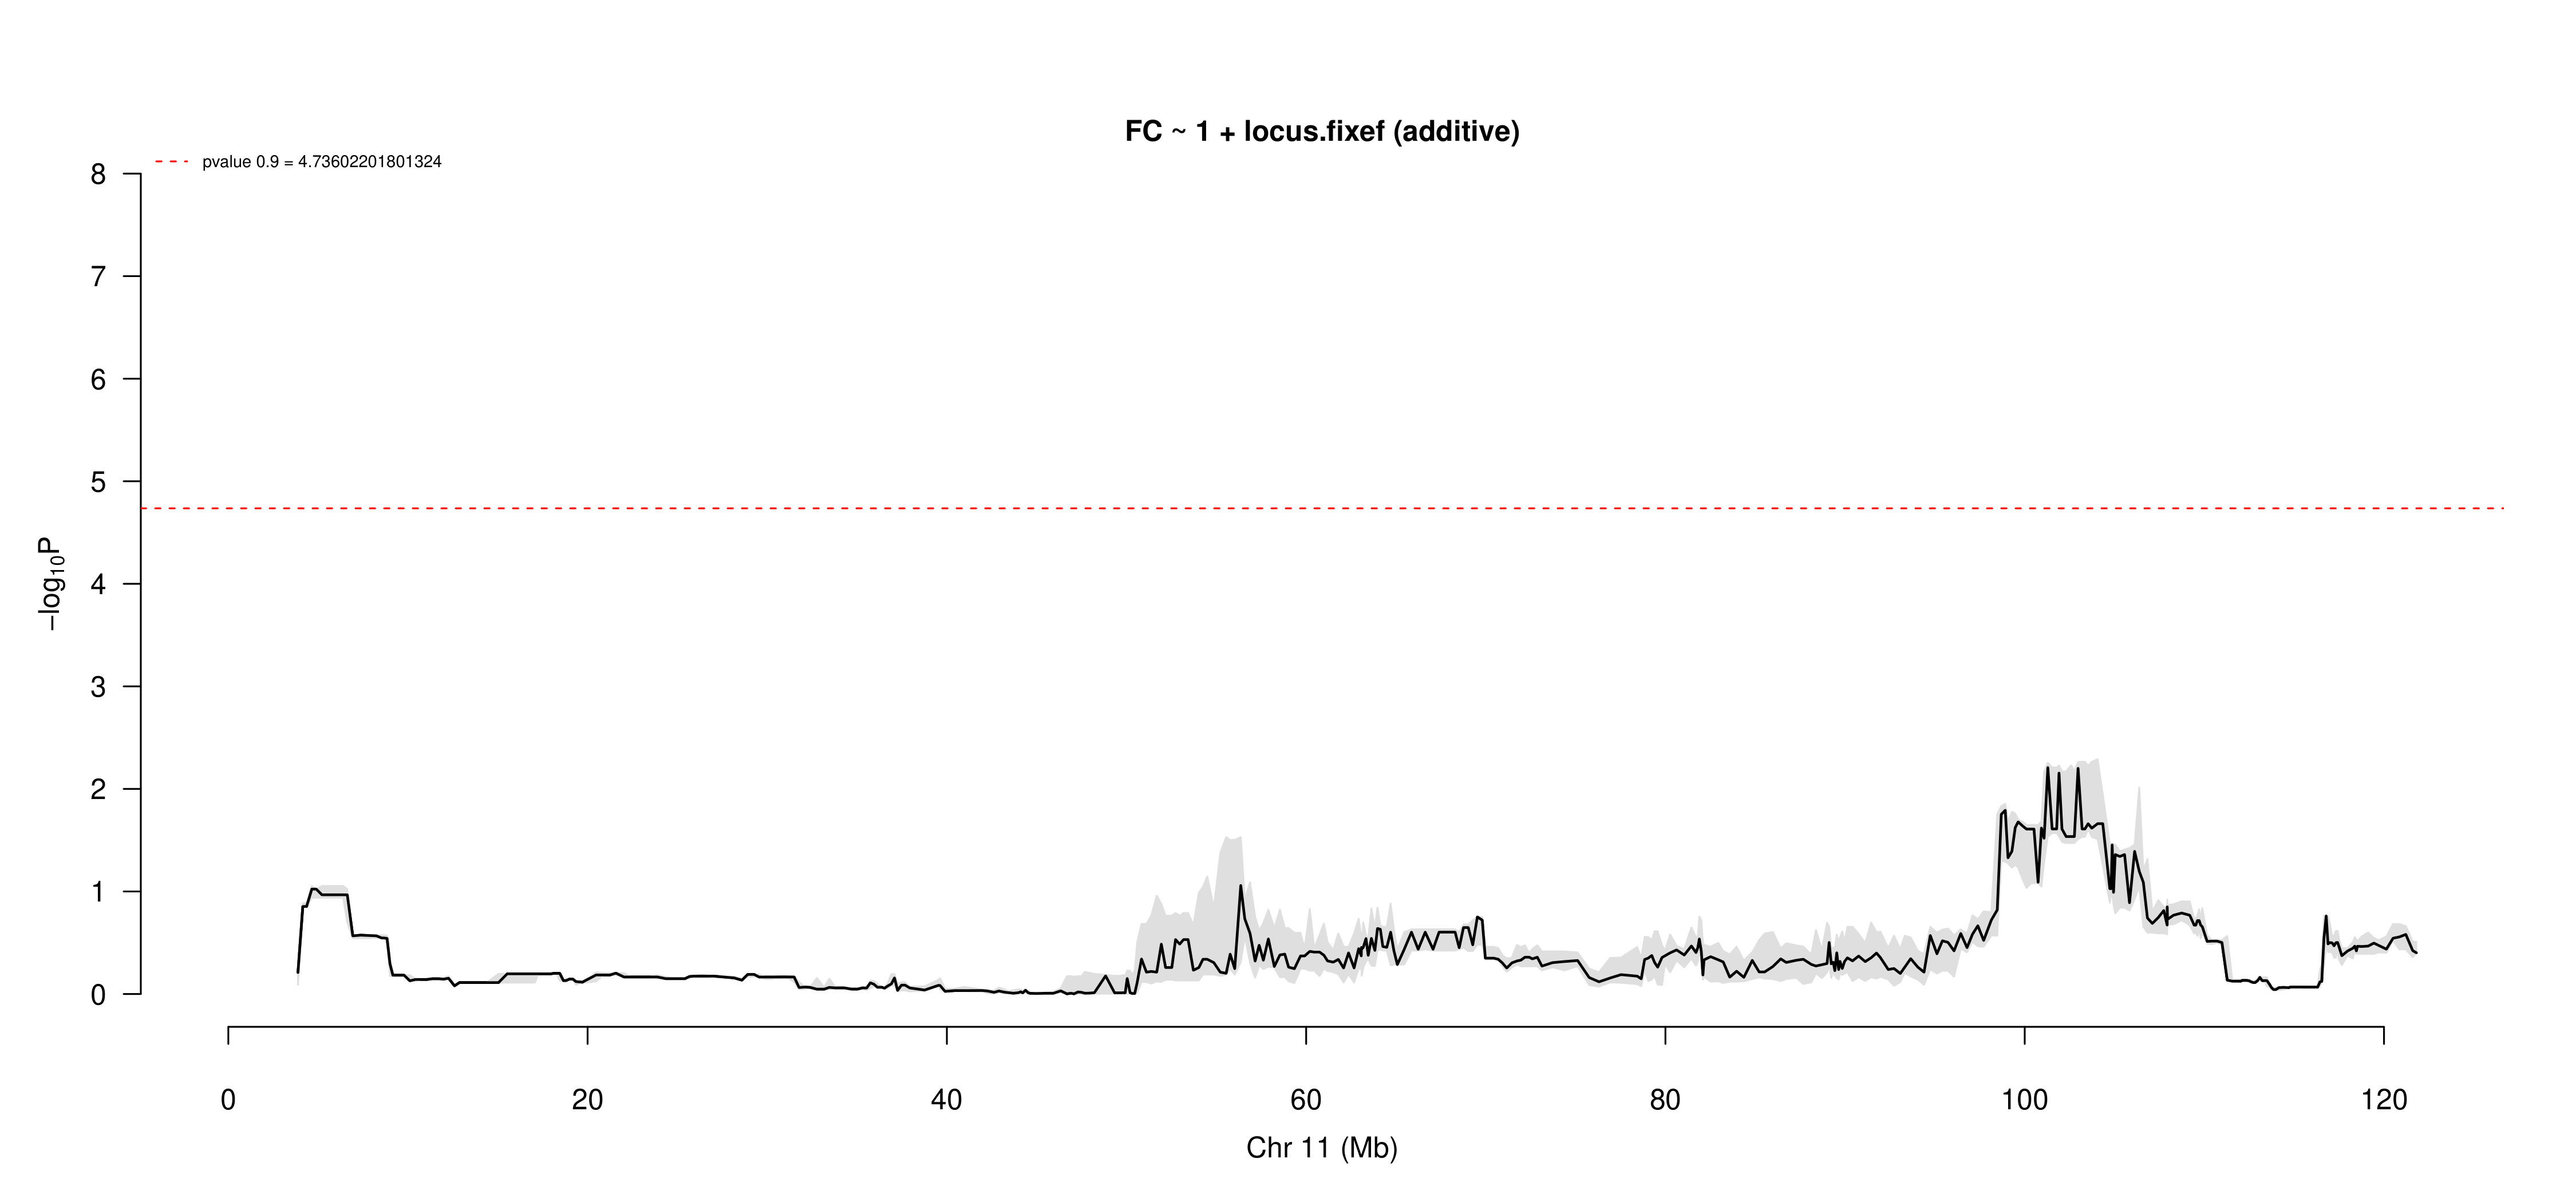 FC ~ 1 + locus.fixef (additive)
pvalue 0.9 = 4.73602201801324
8
7
6
5
4
3
2
1
0
−log10P
0 20 40 60 80 100 120
Chr 11 (Mb)